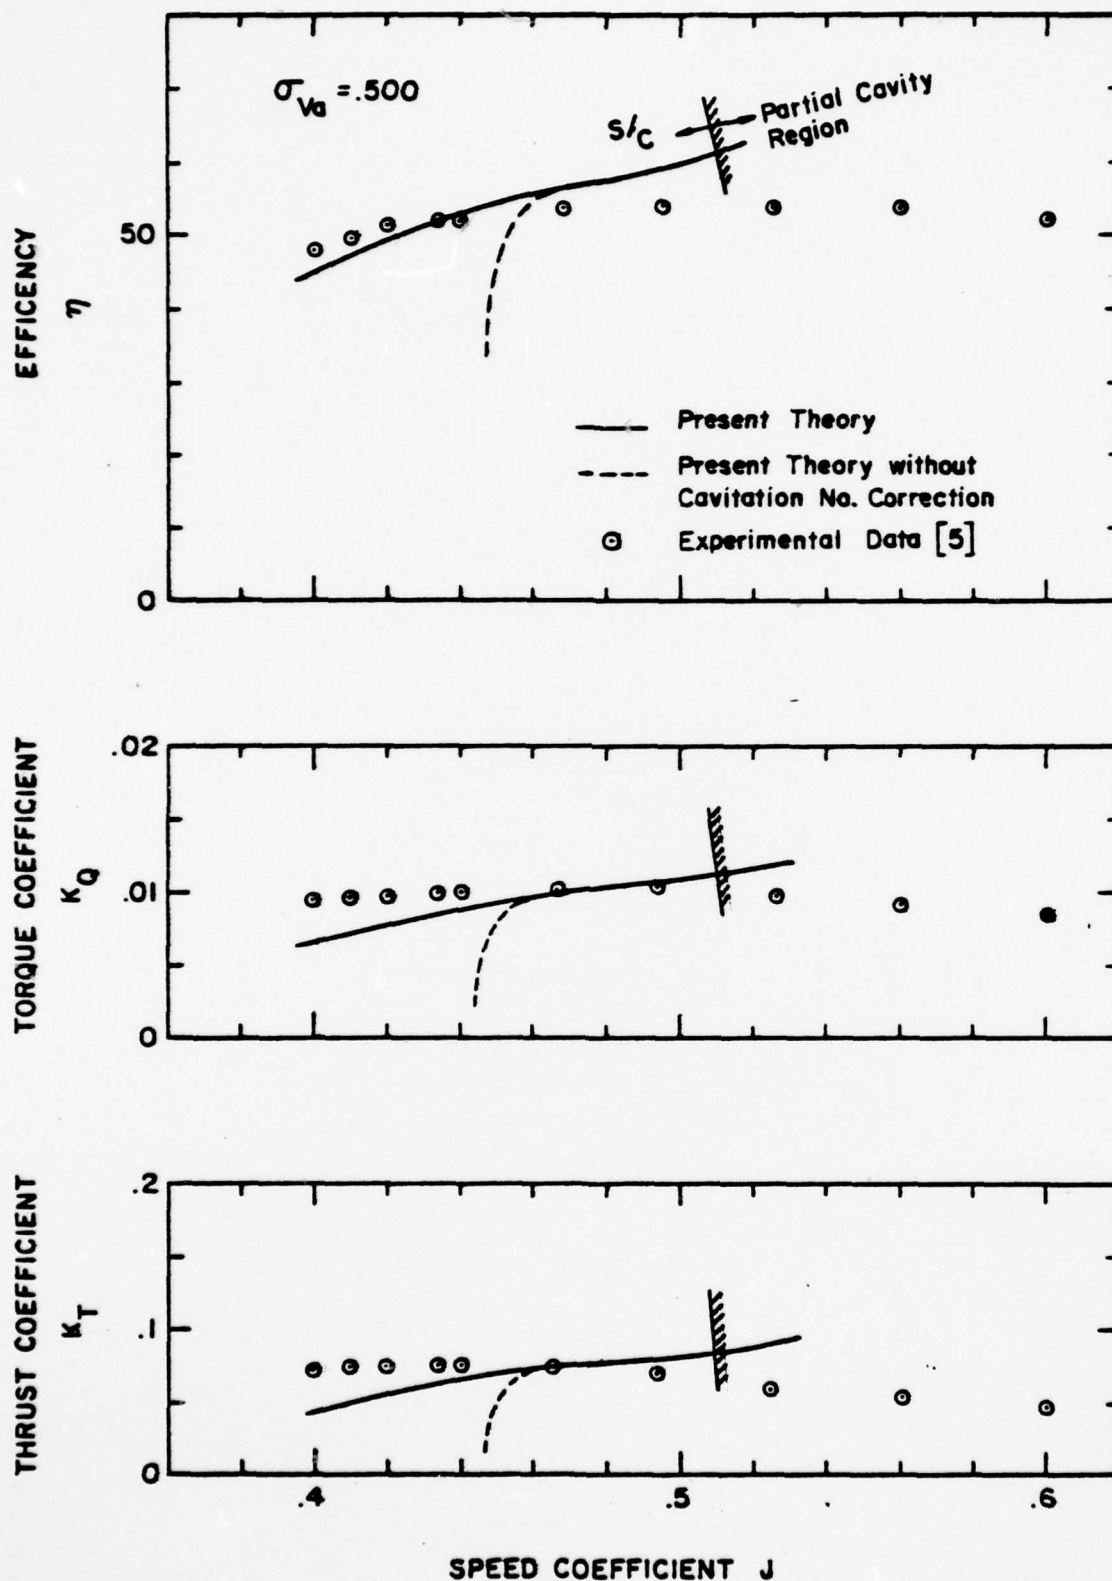 σVa = .500
S/C
Partial Cavity
Region
50
EFFICENCY
η
Present Theory
Present Theory without
Cavitation No. Correction
Experimental Data [5]
0
.02
TORQUE COEFFICIENT
KQ
.01
0
.2
THRUST COEFFICIENT
KT
.1
0
.4 .5 .6
SPEED COEFFICIENT J